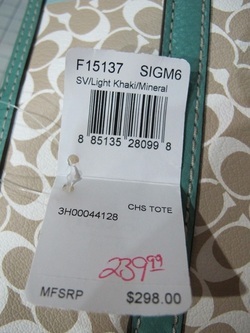 F15137 SIGM6
SV/Light Khaki/Mineral
8 85135 28099 8
3H00044128 CHS TOTE
239.99
MFSRP $298.00